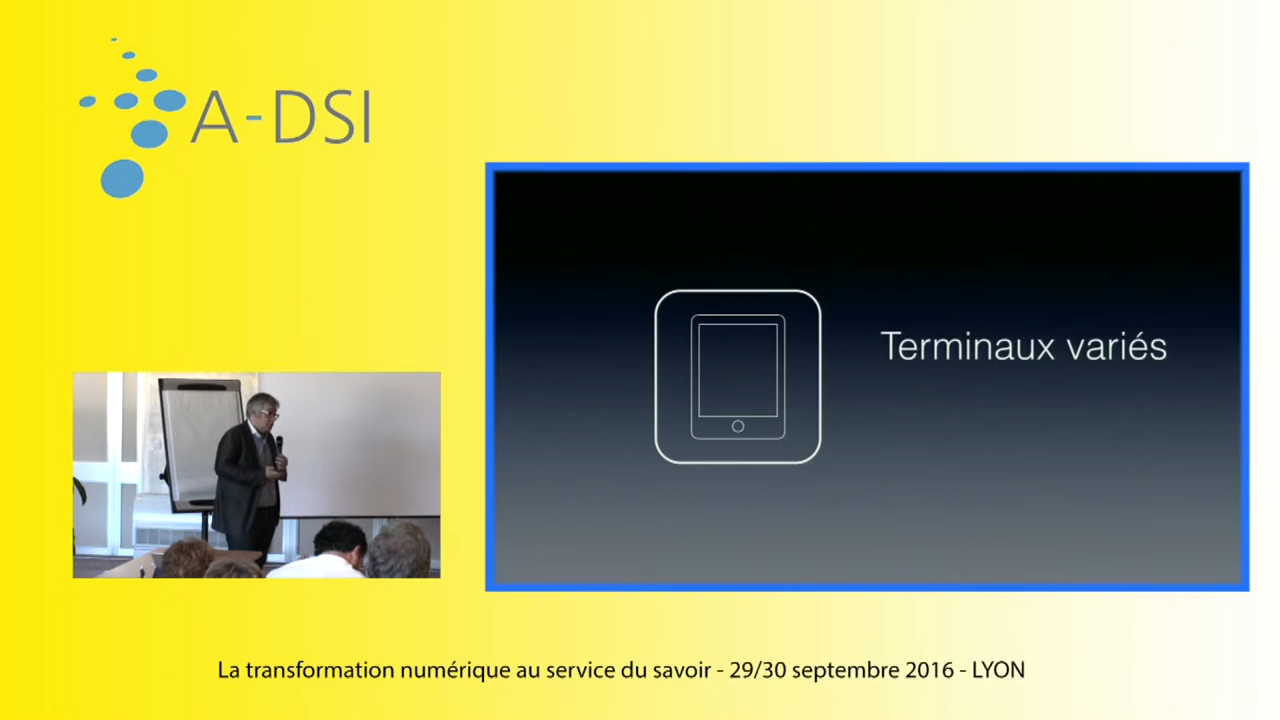 A-DSI
Terminaux variés
La transformation numérique au service du savoir - 29/30 septembre 2016 - LYON